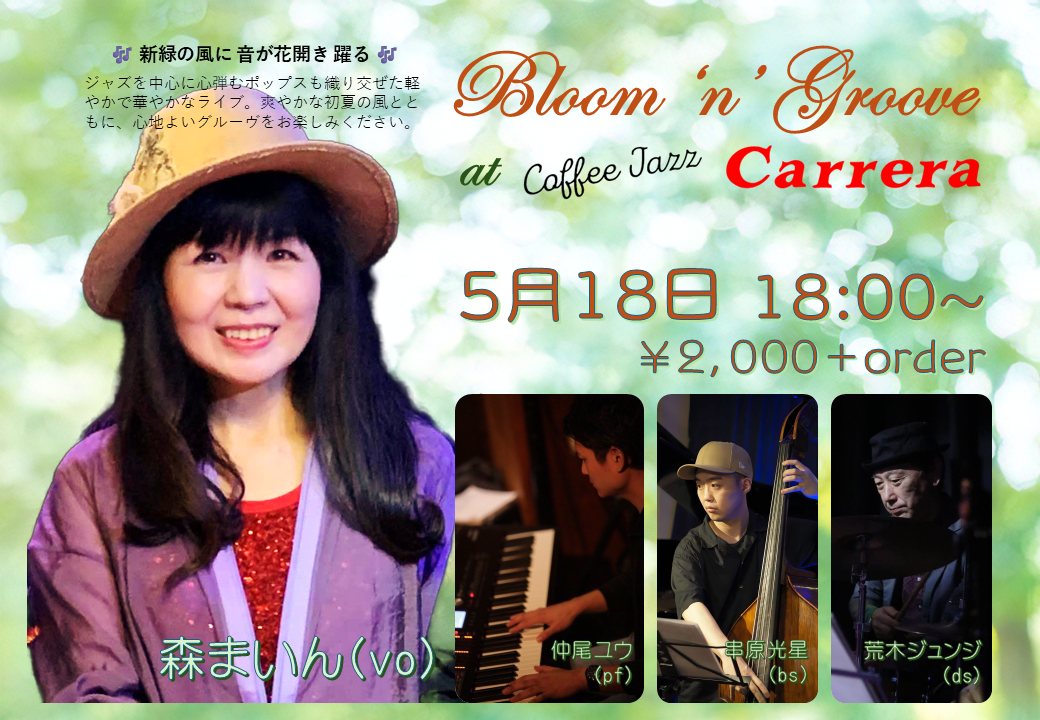 🎶 新緑の風に 音が花開き 躍る 🎶
ジャズを中心に心弾むポップスも織り交ぜた軽
やかで華やかなライブ。爽やかな初夏の風とと
もに、心地よいグルーヴをお楽しみください。
Bloom ‘n’ Groove
at Coffee Jazz Carrera
5月18日 18:00~
¥2,000+order
森まいん(vo)
仲尾ユウ
(pf)
串原光星
(bs)
荒木ジュンジ
(ds)